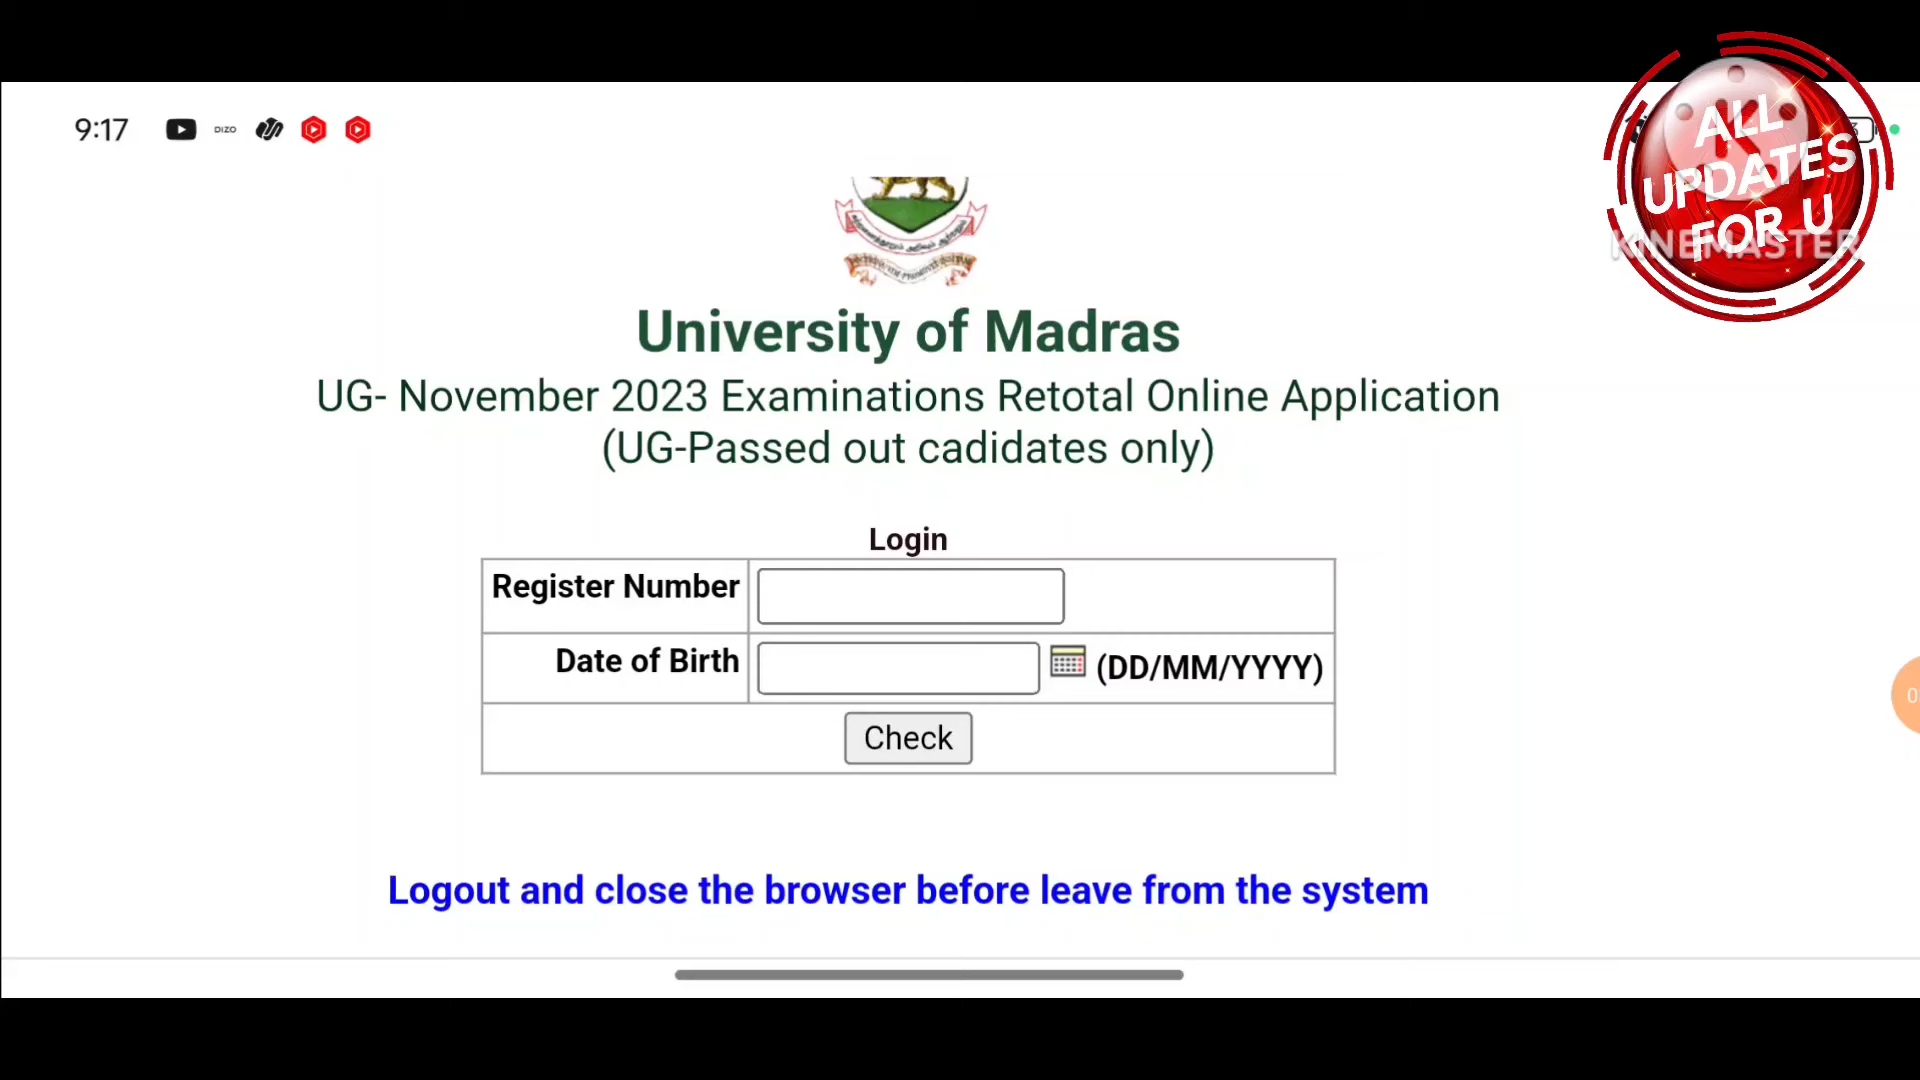 9:17
DIZO
ALL
UPDATES
FOR U
KINEMASTER
University of Madras
UG- November 2023 Examinations Retotal Online Application
(UG-Passed out cadidates only)
Login
Register Number
Date of Birth
(DD/MM/YYYY)
Check
Logout and close the browser before leave from the system